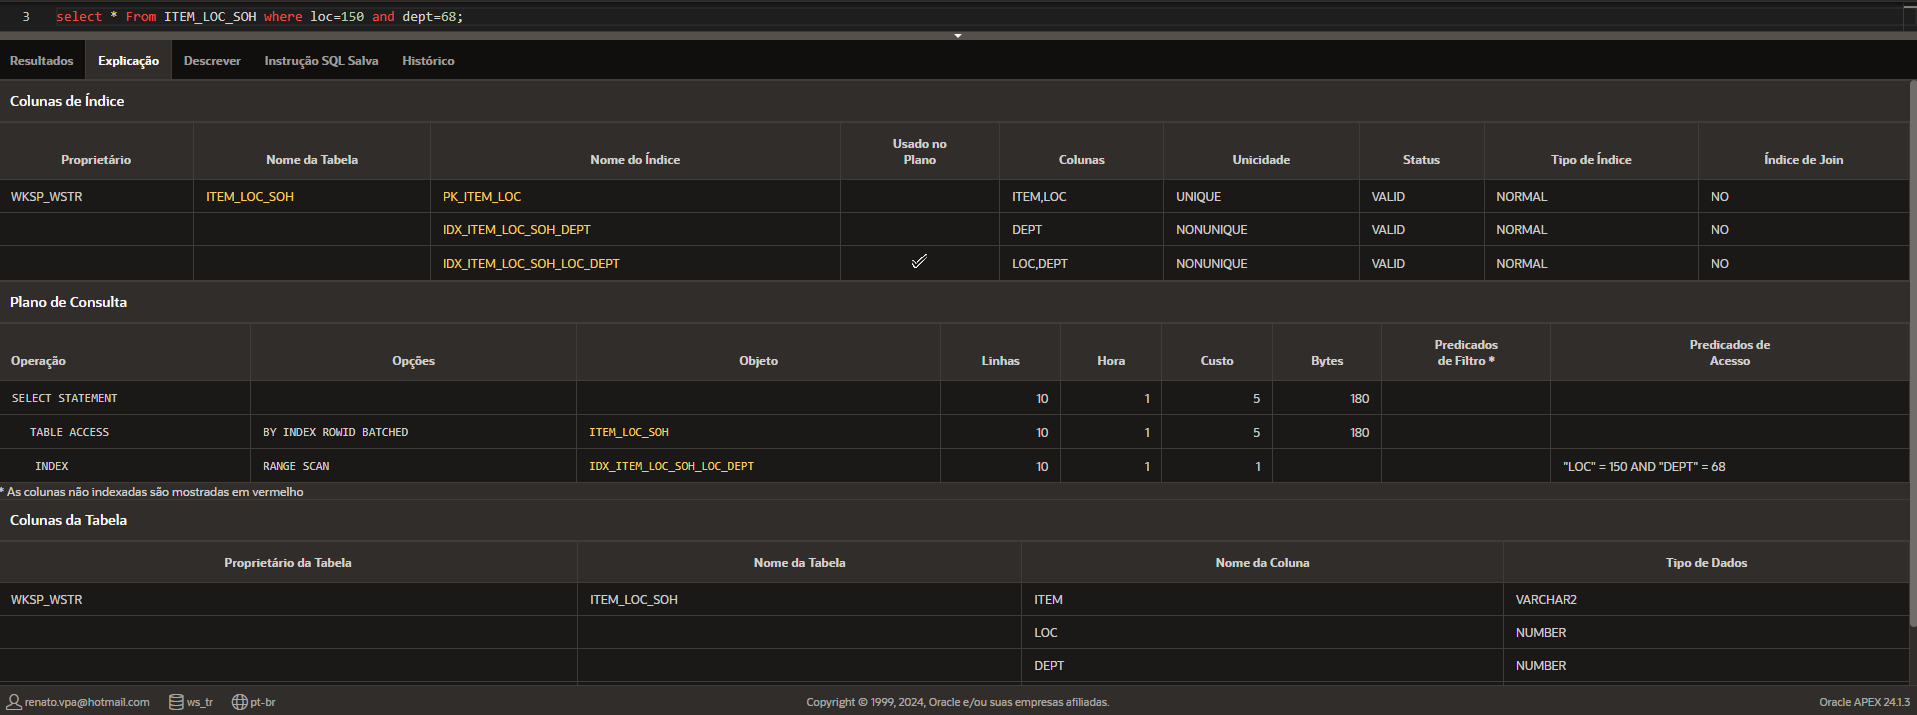 3 select * From ITEM_LOC_SOH where loc=150 and dept=68;
Resultados Explicação Descrever Instrução SQL Salva Histórico
Colunas de Índice
Proprietário Nome da Tabela Nome do Índice Usado no Plano Colunas Unicidade Status Tipo de Índice Índice de Join
WKSP_WSTR ITEM_LOC_SOH PK_ITEM_LOC ITEM,LOC UNIQUE VALID NORMAL NO
IDX_ITEM_LOC_SOH_DEPT DEPT NONUNIQUE VALID NORMAL NO
IDX_ITEM_LOC_SOH_LOC_DEPT LOC,DEPT NONUNIQUE VALID NORMAL NO
Plano de Consulta
Operação Opções Objeto Linhas Hora Custo Bytes Predicados de Filtro * Predicados de Acesso
SELECT STATEMENT 10 1 5 180
TABLE ACCESS BY INDEX ROWID BATCHED ITEM_LOC_SOH 10 1 5 180
INDEX RANGE SCAN IDX_ITEM_LOC_SOH_LOC_DEPT 10 1 1 "LOC" = 150 AND "DEPT" = 68
* As colunas não indexadas são mostradas em vermelho
Colunas da Tabela
Proprietário da Tabela Nome da Tabela Nome da Coluna Tipo de Dados
WKSP_WSTR ITEM_LOC_SOH ITEM VARCHAR2
LOC NUMBER
DEPT NUMBER
renato.vpa@hotmail.com ws_tr pt-br Copyright © 1999, 2024, Oracle e/ou suas empresas afiliadas. Oracle APEX 24.1.3